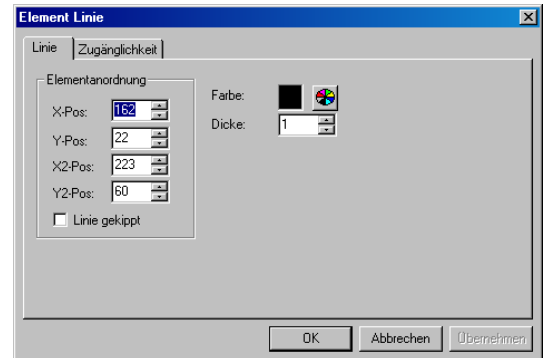 Element Linie
Linie Zugänglichkeit
Elementanordnung
X-Pos: 162
Y-Pos: 22
X2-Pos: 223
Y2-Pos: 60
Linie gekippt
Farbe:
Dicke: 1
OK Abbrechen Übernehmen